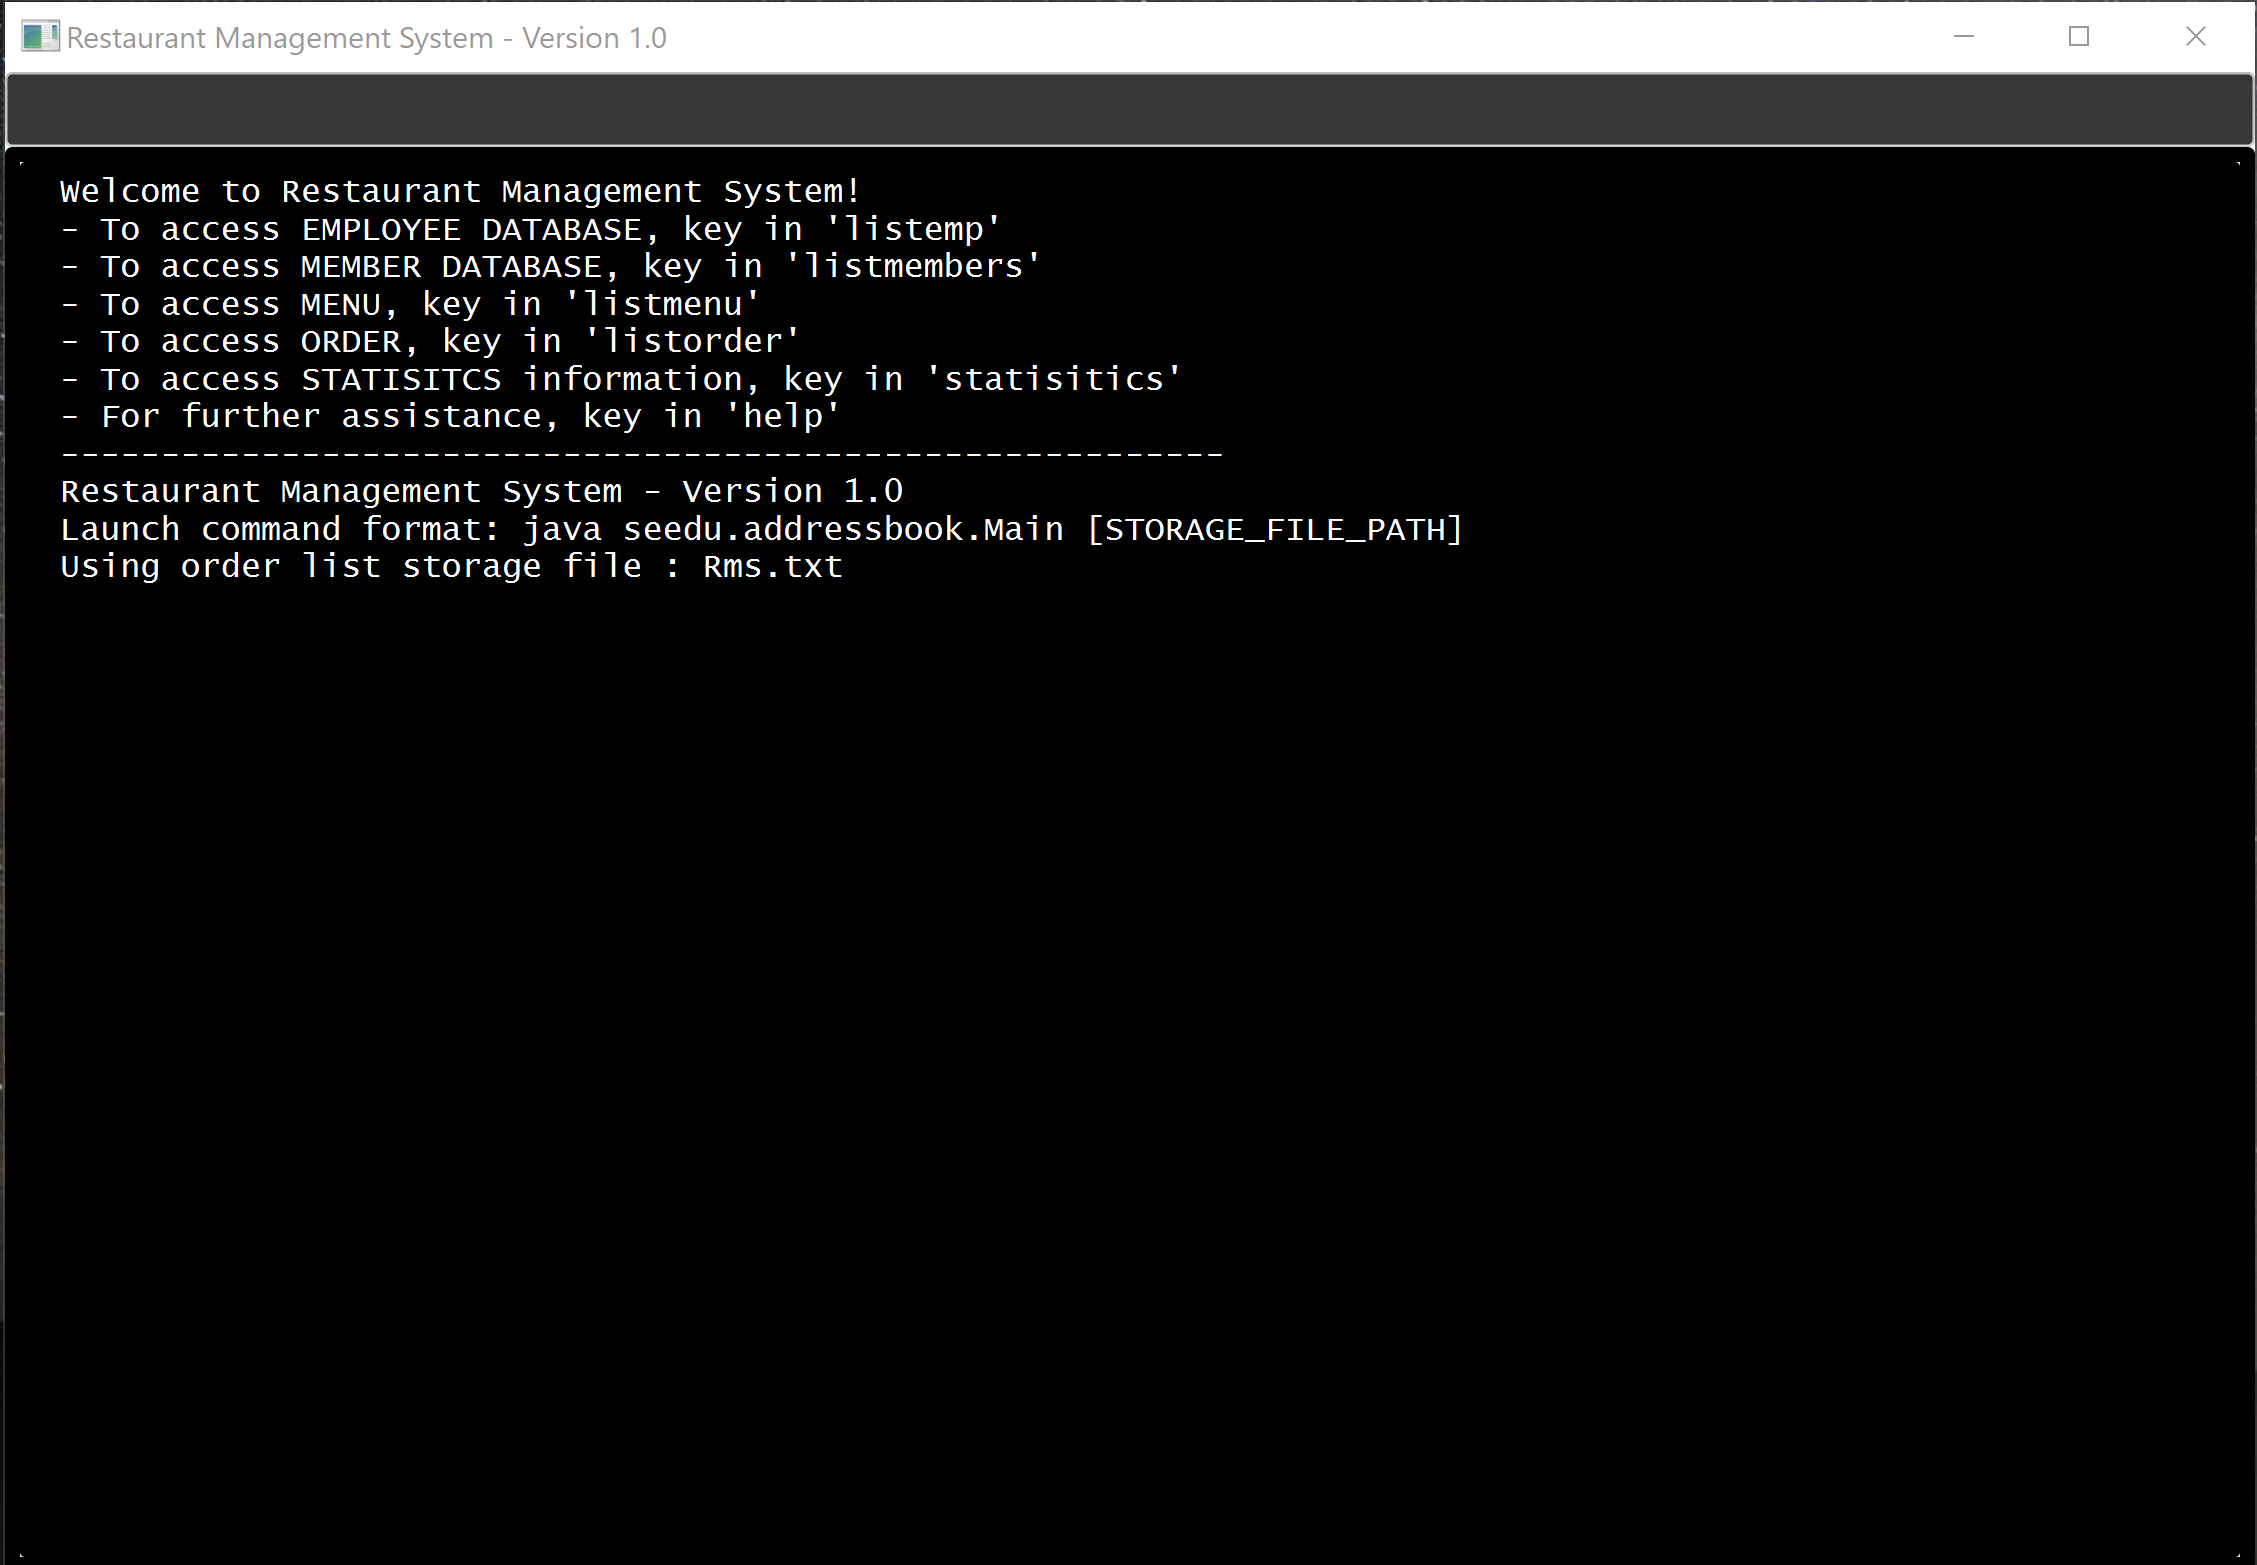 Restaurant Management System - Version 1.0
Welcome to Restaurant Management System!
- To access EMPLOYEE DATABASE, key in 'listemp'
- To access MEMBER DATABASE, key in 'listmembers'
- To access MENU, key in 'listmenu'
- To access ORDER, key in 'listorder'
- To access STATISITCS information, key in 'statisitics'
- For further assistance, key in 'help'
----------------------------------------------------------
Restaurant Management System - Version 1.0
Launch command format: java seedu.addressbook.Main [STORAGE_FILE_PATH]
Using order list storage file : Rms.txt